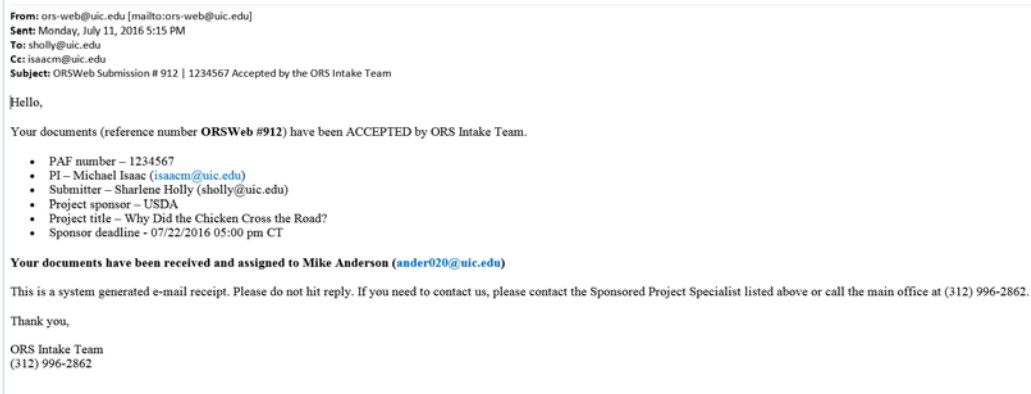 From: ors-web@uic.edu [mailto:ors-web@uic.edu]
Sent: Monday, July 11, 2016 5:15 PM
To: sholly@uic.edu
Cc: isaacm@uic.edu
Subject: ORSWeb Submission # 912 | 1234567 Accepted by the ORS Intake Team
Hello,
Your documents (reference number ORSWeb #912) have been ACCEPTED by ORS Intake Team.
• PAF number – 1234567
• PI – Michael Isaac (isaacm@uic.edu)
• Submitter – Sharlene Holly (sholly@uic.edu)
• Project sponsor – USDA
• Project title – Why Did the Chicken Cross the Road?
• Sponsor deadline - 07/22/2016 05:00 pm CT
Your documents have been received and assigned to Mike Anderson (ander020@uic.edu)
This is a system generated e-mail receipt. Please do not hit reply. If you need to contact us, please contact the Sponsored Project Specialist listed above or call the main office at (312) 996-2862.
Thank you,
ORS Intake Team
(312) 996-2862